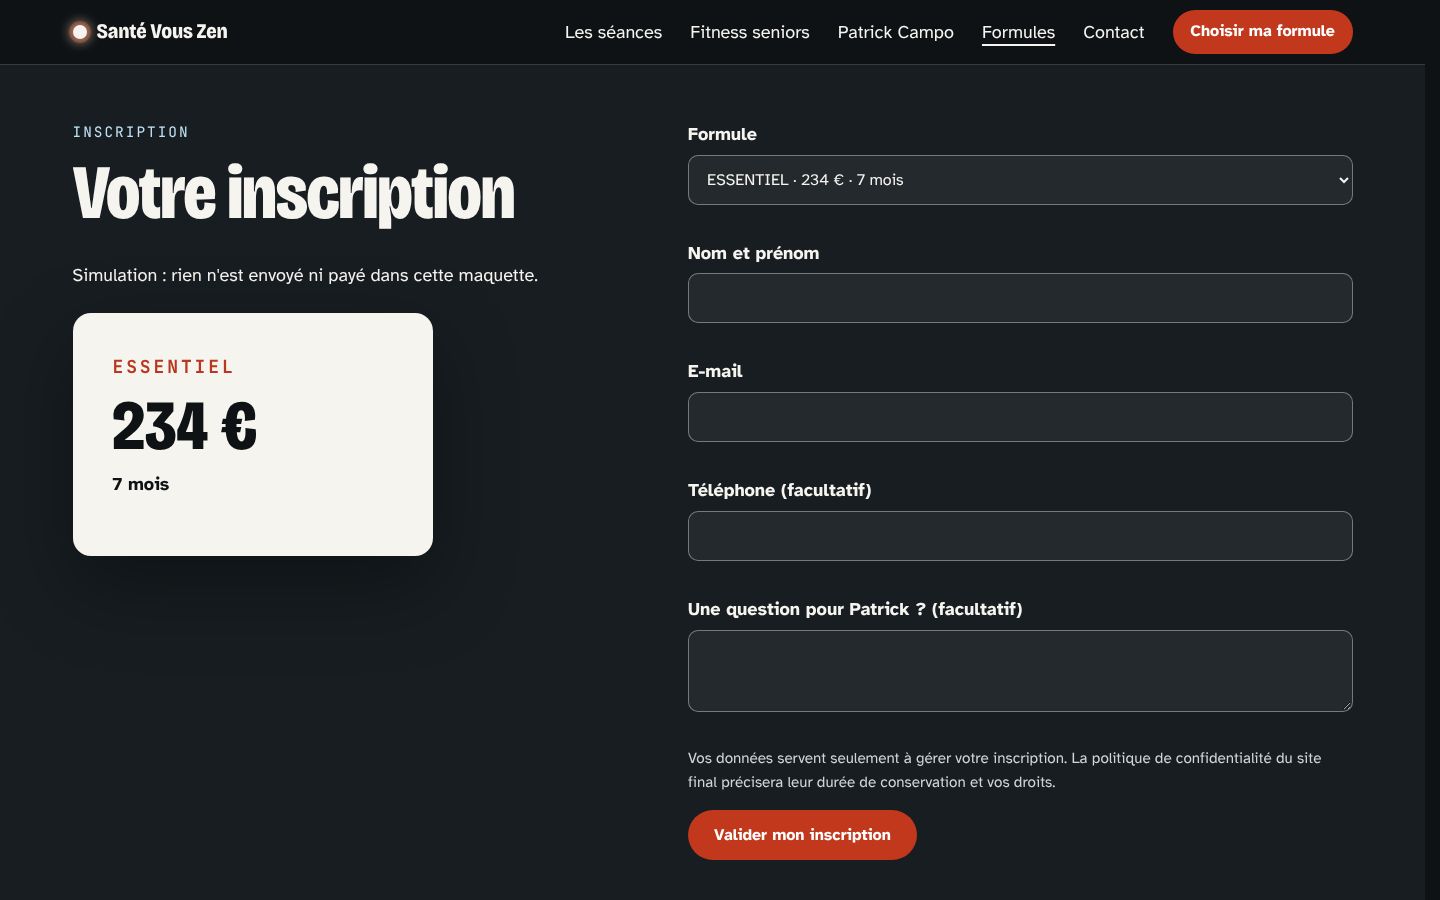 Santé Vous Zen
Les séances
Fitness seniors
Patrick Campo
Formules
Contact
Choisir ma formule
INSCRIPTION
Votre inscription
Simulation : rien n'est envoyé ni payé dans cette maquette.
ESSENTIEL
234 €
7 mois
Formule
ESSENTIEL · 234 € · 7 mois
Nom et prénom
E-mail
Téléphone (facultatif)
Une question pour Patrick ? (facultatif)
Vos données servent seulement à gérer votre inscription. La politique de confidentialité du site
final précisera leur durée de conservation et vos droits.
Valider mon inscription